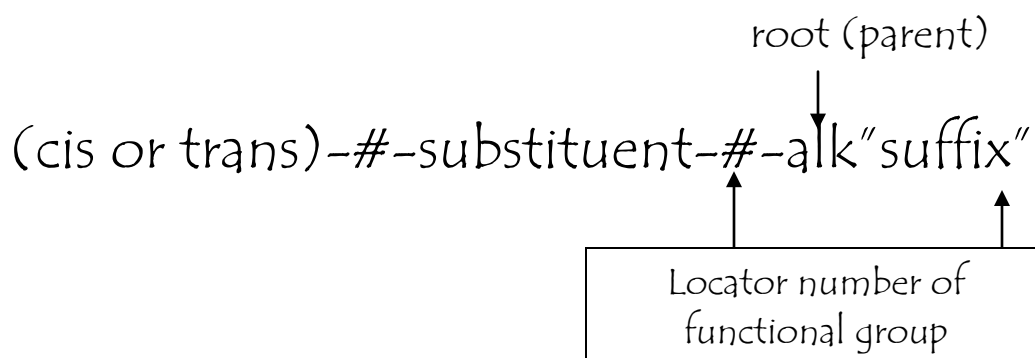 root (parent)
(cis or trans)-#-substituent-#-alk"suffix"
Locator number of
functional group